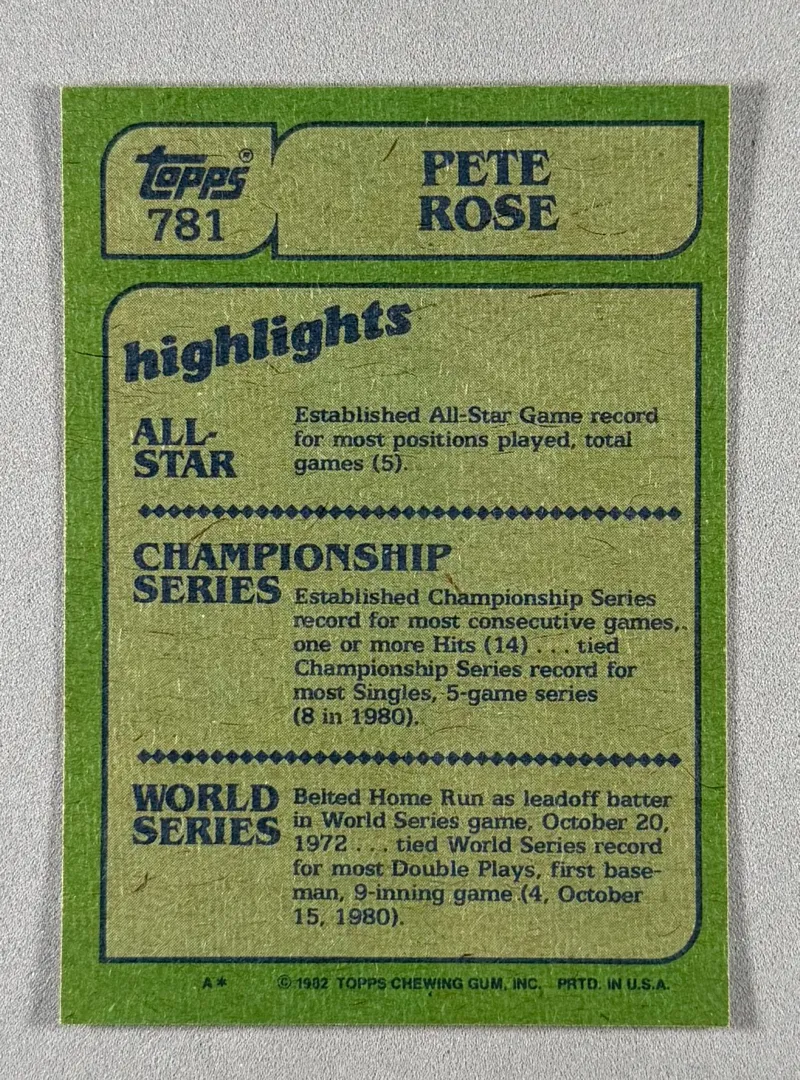 Topps®
781
PETE
ROSE
highlights
ALL-
STAR
Established All-Star Game record
for most positions played, total
games (5).
CHAMPIONSHIP
SERIES
Established Championship Series
record for most consecutive games,
one or more Hits (14) . . . tied
Championship Series record for
most Singles, 5-game series
(8 in 1980).
WORLD
SERIES
Belted Home Run as leadoff batter
in World Series game, October 20,
1972 . . . tied World Series record
for most Double Plays, first base-
man, 9-inning game (4, October
15, 1980).
A* © 1982 TOPPS CHEWING GUM, INC. PRTD. IN U.S.A.